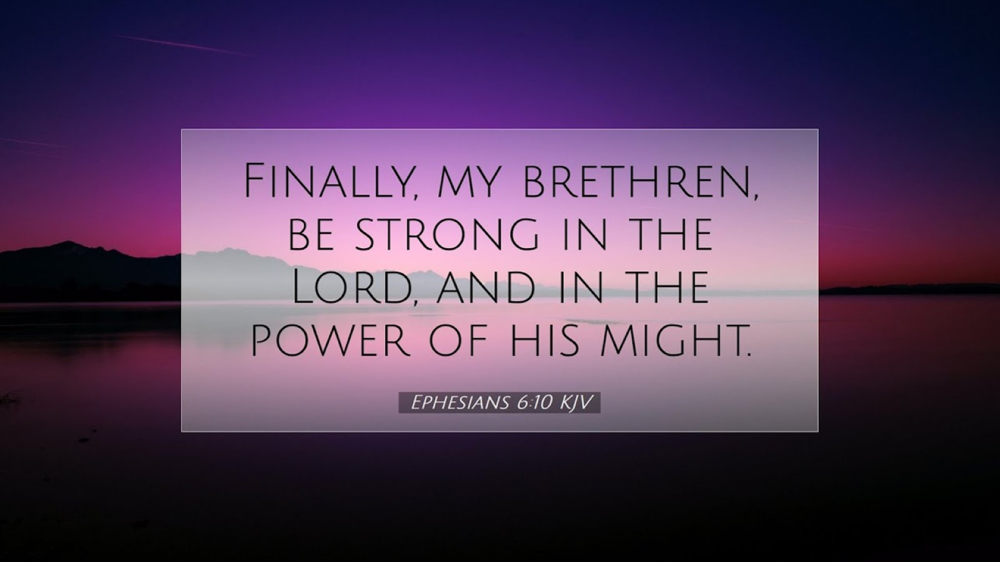 Finally, my brethren,
be strong in the
Lord, and in the
power of his might.
Ephesians 6:10 KJV